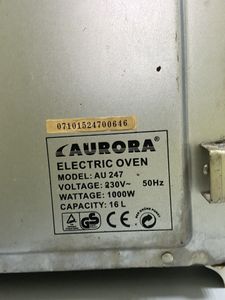 07101524700646
AURORA®
ELECTRIC OVEN
MODEL: AU 247
VOLTAGE: 230V~ 50Hz
WATTAGE: 1000W
CAPACITY: 16 L